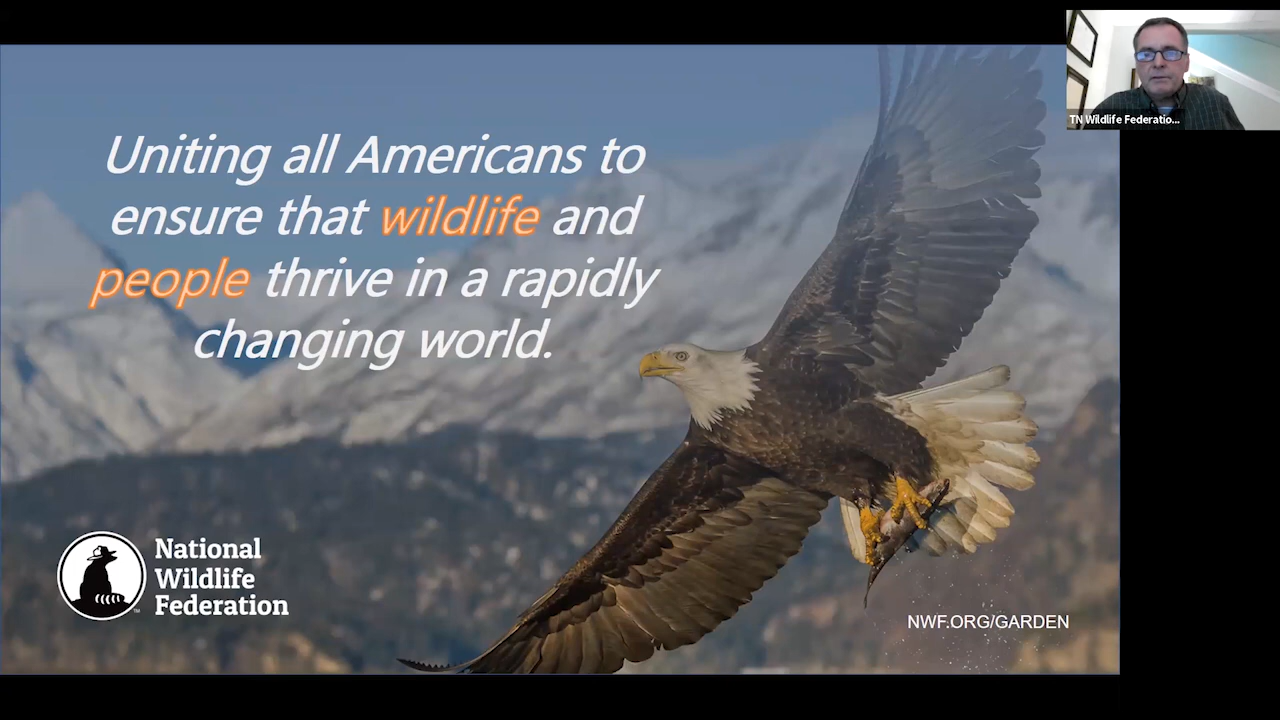 TN Wildlife Federatio...
Uniting all Americans to
ensure that wildlife and
people thrive in a rapidly
changing world.
National
Wildlife
Federation
TM
NWF.ORG/GARDEN